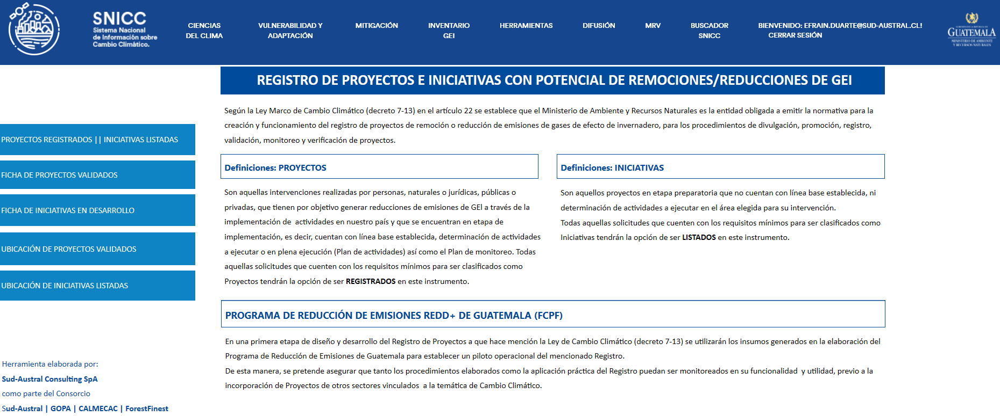 SNICC
Sistema Nacional
de Información sobre
Cambio Climático.
CIENCIAS
DEL CLIMA
VULNERABILIDAD Y
ADAPTACIÓN
MITIGACIÓN
INVENTARIO
GEI
HERRAMIENTAS
DIFUSIÓN
MRV
BUSCADOR
SNICC
BIENVENIDO: EFRAIN.DUARTE@SUD-AUSTRAL.CL!
CERRAR SESIÓN
GUATEMALA
MINISTERIO DE AMBIENTE
Y RECURSOS NATURALES
REGISTRO DE PROYECTOS E INICIATIVAS CON POTENCIAL DE REMOCIONES/REDUCCIONES DE GEI
Según la Ley Marco de Cambio Climático (decreto 7-13) en el artículo 22 se establece que el Ministerio de Ambiente y Recursos Naturales es la entidad obligada a emitir la normativa para la
creación y funcionamiento del registro de proyectos de remoción o reducción de emisiones de gases de efecto de invernadero, para los procedimientos de divulgación, promoción, registro,
validación, monitoreo y verificación de proyectos.
PROYECTOS REGISTRADOS || INICIATIVAS LISTADAS
FICHA DE PROYECTOS VALIDADOS
FICHA DE INICIATIVAS EN DESARROLLO
UBICACIÓN DE PROYECTOS VALIDADOS
UBICACIÓN DE INICIATIVAS LISTADAS
Definiciones: PROYECTOS
Son aquellas intervenciones realizadas por personas, naturales o jurídicas, públicas o
privadas, que tienen por objetivo generar reducciones de emisiones de GEI a través de la
implementación de actividades en nuestro país y que se encuentran en etapa de
implementación, es decir, cuentan con línea base establecida, determinación de actividades
a ejecutar o en plena ejecución (Plan de actividades) así como el Plan de monitoreo. Todas
aquellas solicitudes que cuenten con los requisitos mínimos para ser clasificados como
Proyectos tendrán la opción de ser REGISTRADOS en este instrumento.
Definiciones: INICIATIVAS
Son aquellos proyectos en etapa preparatoria que no cuentan con línea base establecida, ni
determinación de actividades a ejecutar en el área elegida para su intervención.
Todas aquellas solicitudes que cuenten con los requisitos mínimos para ser clasificados como
Iniciativas tendrán la opción de ser LISTADOS en este instrumento.
PROGRAMA DE REDUCCIÓN DE EMISIONES REDD+ DE GUATEMALA (FCPF)
En una primera etapa de diseño y desarrollo del Registro de Proyectos a que hace mención la Ley de Cambio Climático (decreto 7-13) se utilizarán los insumos generados en la elaboración del
Programa de Reducción de Emisiones de Guatemala para establecer un piloto operacional del mencionado Registro.
De esta manera, se pretende asegurar que tanto los procedimientos elaborados como la aplicación práctica del Registro puedan ser monitoreados en su funcionalidad y utilidad, previo a la
incorporación de Proyectos de otros sectores vinculados a la temática de Cambio Climático.
Herramienta elaborada por:
Sud-Austral Consulting SpA
como parte del Consorcio
Sud-Austral | GOPA | CALMECAC | ForestFinest